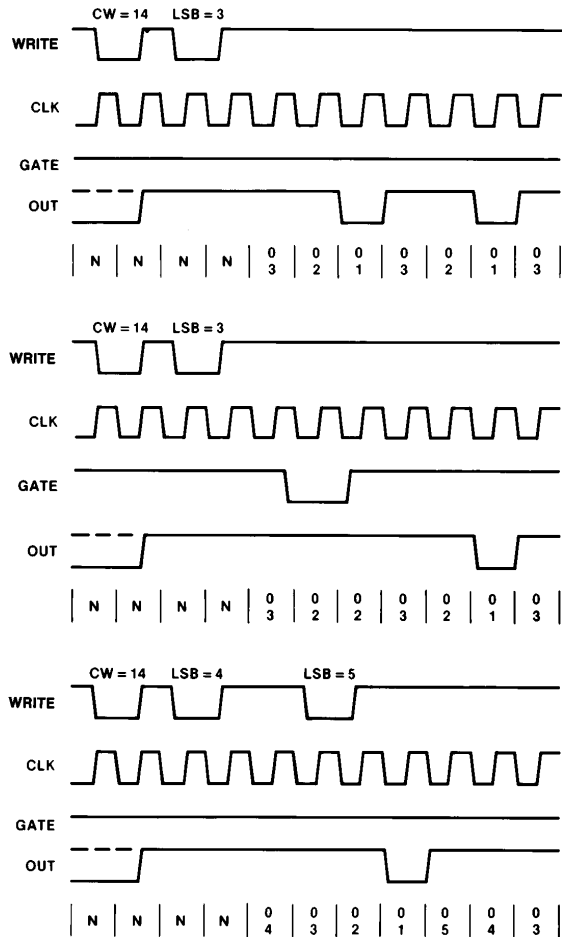 CW = 14 LSB = 3
WRITE
CLK
GATE
OUT
N N N N 0 0 0 0 0 0 0
3 2 1 3 2 1 3
CW = 14 LSB = 3
WRITE
CLK
GATE
OUT
N N N N 0 0 0 0 0 0 0
3 2 2 3 2 1 3
CW = 14 LSB = 4 LSB = 5
WRITE
CLK
GATE
OUT
N N N N 0 0 0 0 0 0 0
4 3 2 1 5 4 3